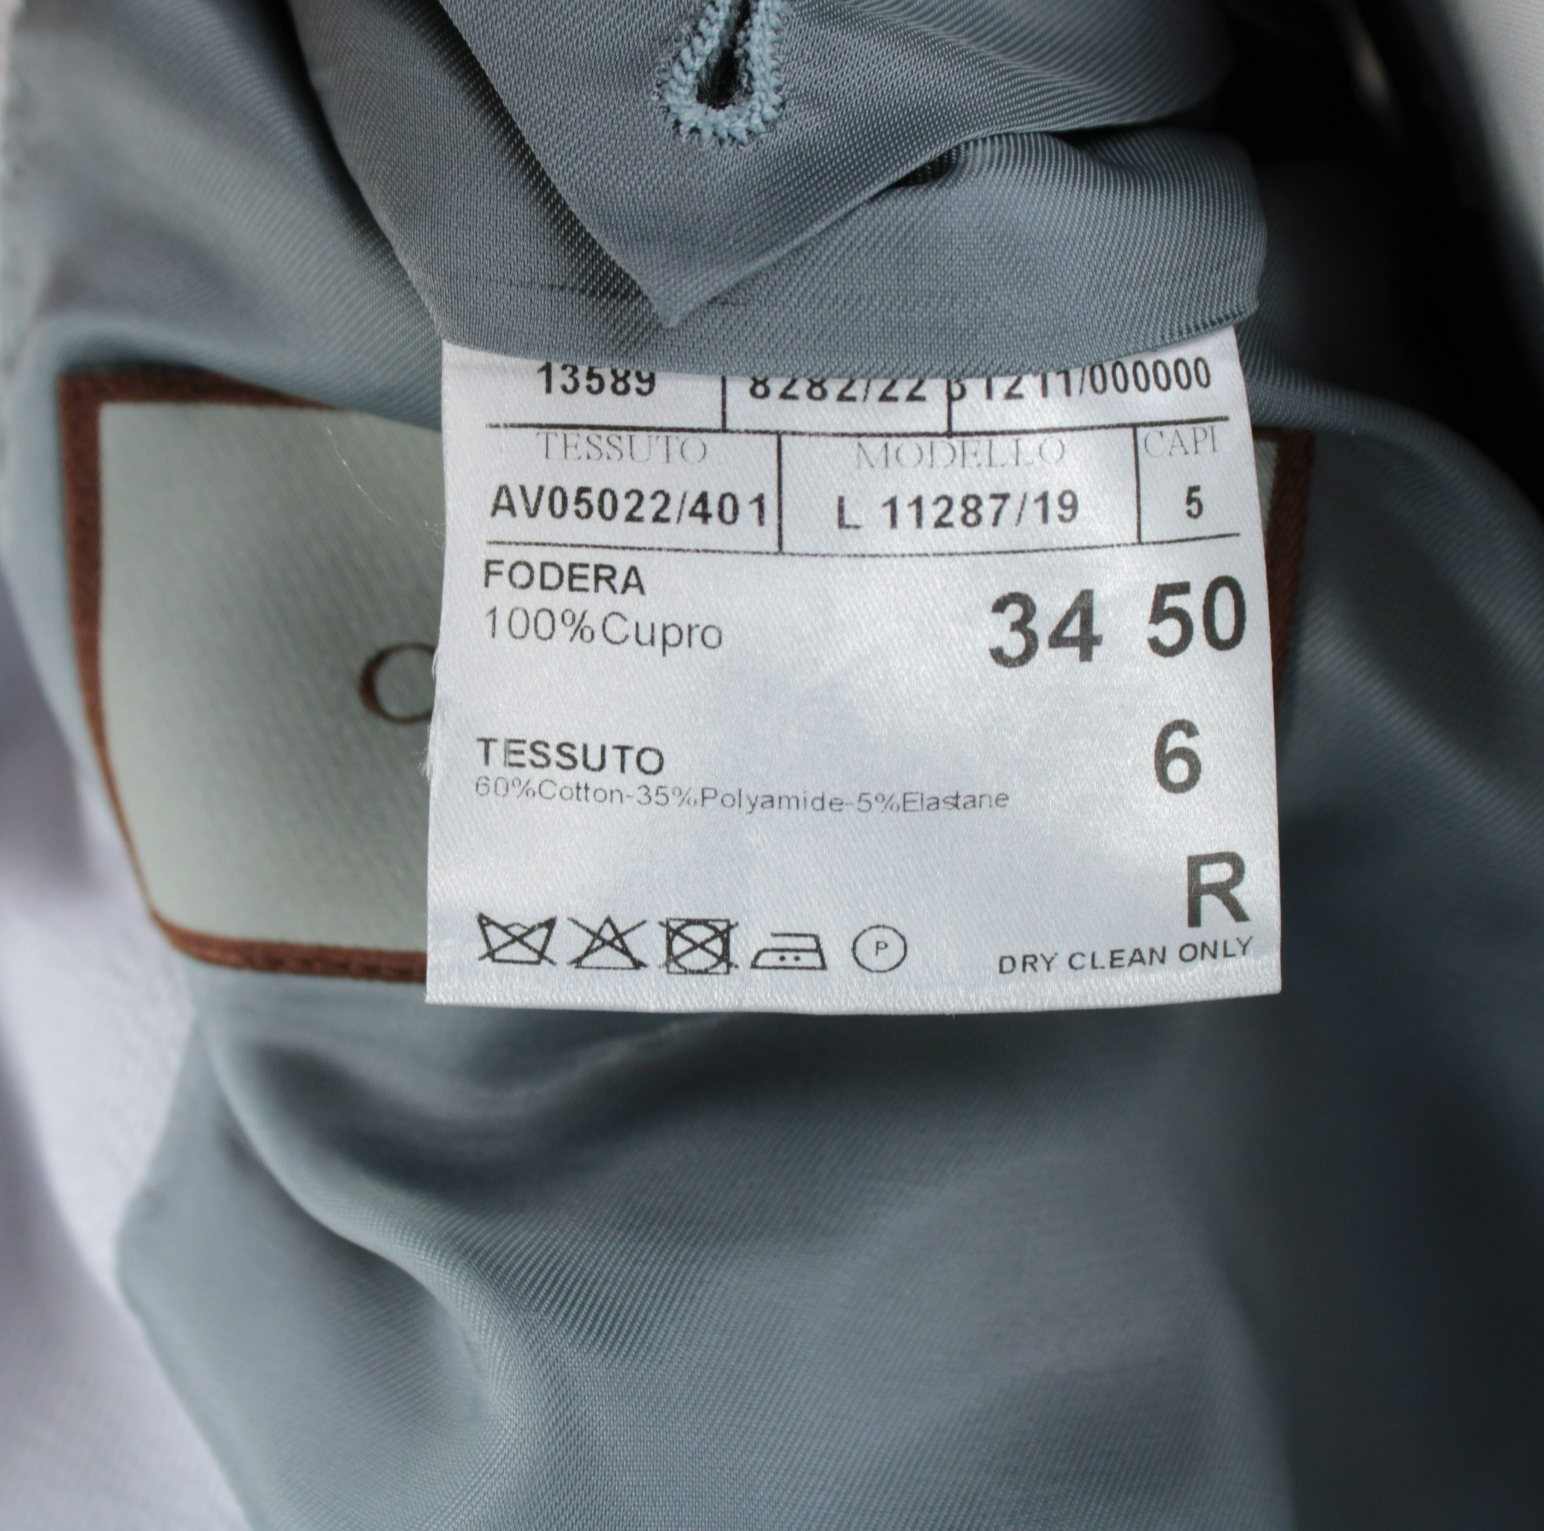 13589 8282/22 31211/000000
TESSUTO MODELLO CAPI
AV05022/401 L 11287/19 5
FODERA
100%Cupro
34 50
6
TESSUTO
60%Cotton-35%Polyamide-5%Elastane
R
P
DRY CLEAN ONLY
C